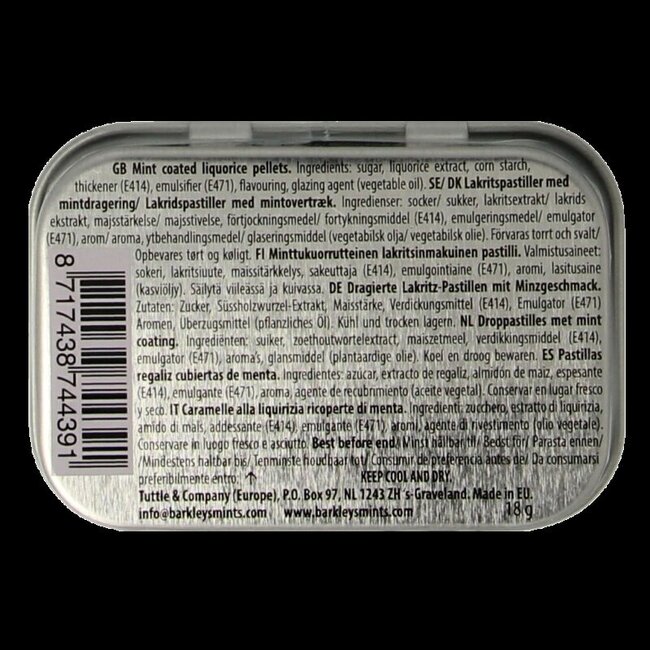 GB Mint coated liquorice pellets. Ingredients: sugar, liquorice extract, corn starch,
thickener (E414), emulsifier (E471), flavouring, glazing agent (vegetable oil). SE/ DK Lakritspastiller med
mintdragering/ Lakridspastiller med mintovertræk. Ingredienser: socker/ sukker, lakritsextrakt/ lakrids
ekstrakt, majsstärkelse/ majsstivelse, förtjockningsmedel/ fortykningsmiddel (E414), emulgeringsmedel/ emulgator
(E471), arom/ aroma, ytbehandlingsmedel/ glaseringsmiddel (vegetabilisk olja/ vegetabilsk olie). Förvaras torrt och svalt/
Opbevares tørt og køligt. FI Minttukuorrutteinen lakritsinmakuinen pastilli. Valmistusaineet:
sokeri, lakritsiuute, maissitärkkelys, sakeuttaja (E414), emulgointiaine (E471), aromi, lasitusaine
(kasviöljy). Säilytä viileässä ja kuivassa. DE Dragierte Lakritz-Pastillen mit Minzgeschmack.
Zutaten: Zucker, Süssholzwurzel-Extrakt, Maisstärke, Verdickungsmittel (E414), Emulgator (E471)
Aromen, Überzugsmittel (pflanzliches Öl). Kühl und trocken lagern. NL Droppastilles met mint
coating. Ingrediënten: suiker, zoethoutwortelextract, maiszetmeel, verdikkingsmiddel (E414),
emulgator (E471), aroma's, glansmiddel (plantaardige olie). Koel en droog bewaren. ES Pastillas
regaliz cubiertas de menta. Ingredientes: azúcar, extracto de regaliz, almidón de maiz, espesante
(E414), emulgante (E471), aroma, agente de recubrimiento (aceite vegetal). Conservar en lugar fresco
y seco. IT Caramelle alla liquirizia ricoperte di menta. Ingredienti: zucchero, estratto di liquirizia,
amido di mais, addessante (E414), emulgante (E471), aromi, agente di rivestimento (olio vegetale).
Conservare in luogo fresco e asciutto. Best before end/ Minst hållbar till/ Bedst før/ Parasta ennen/
/Mindestens haltbar bis/ Tenminste houdbaar tot/ Consumir de preferencia antes de/ Da consumarsi
preferibilmente entro: ↑ KEEP COOL AND DRY.
Tuttle & Company (Europe), P.O. Box 97, NL 1243 ZH 's-Graveland. Made in EU.
info@barkleysmints.com www.barkleysmints.com 18 g
8 717438 744391